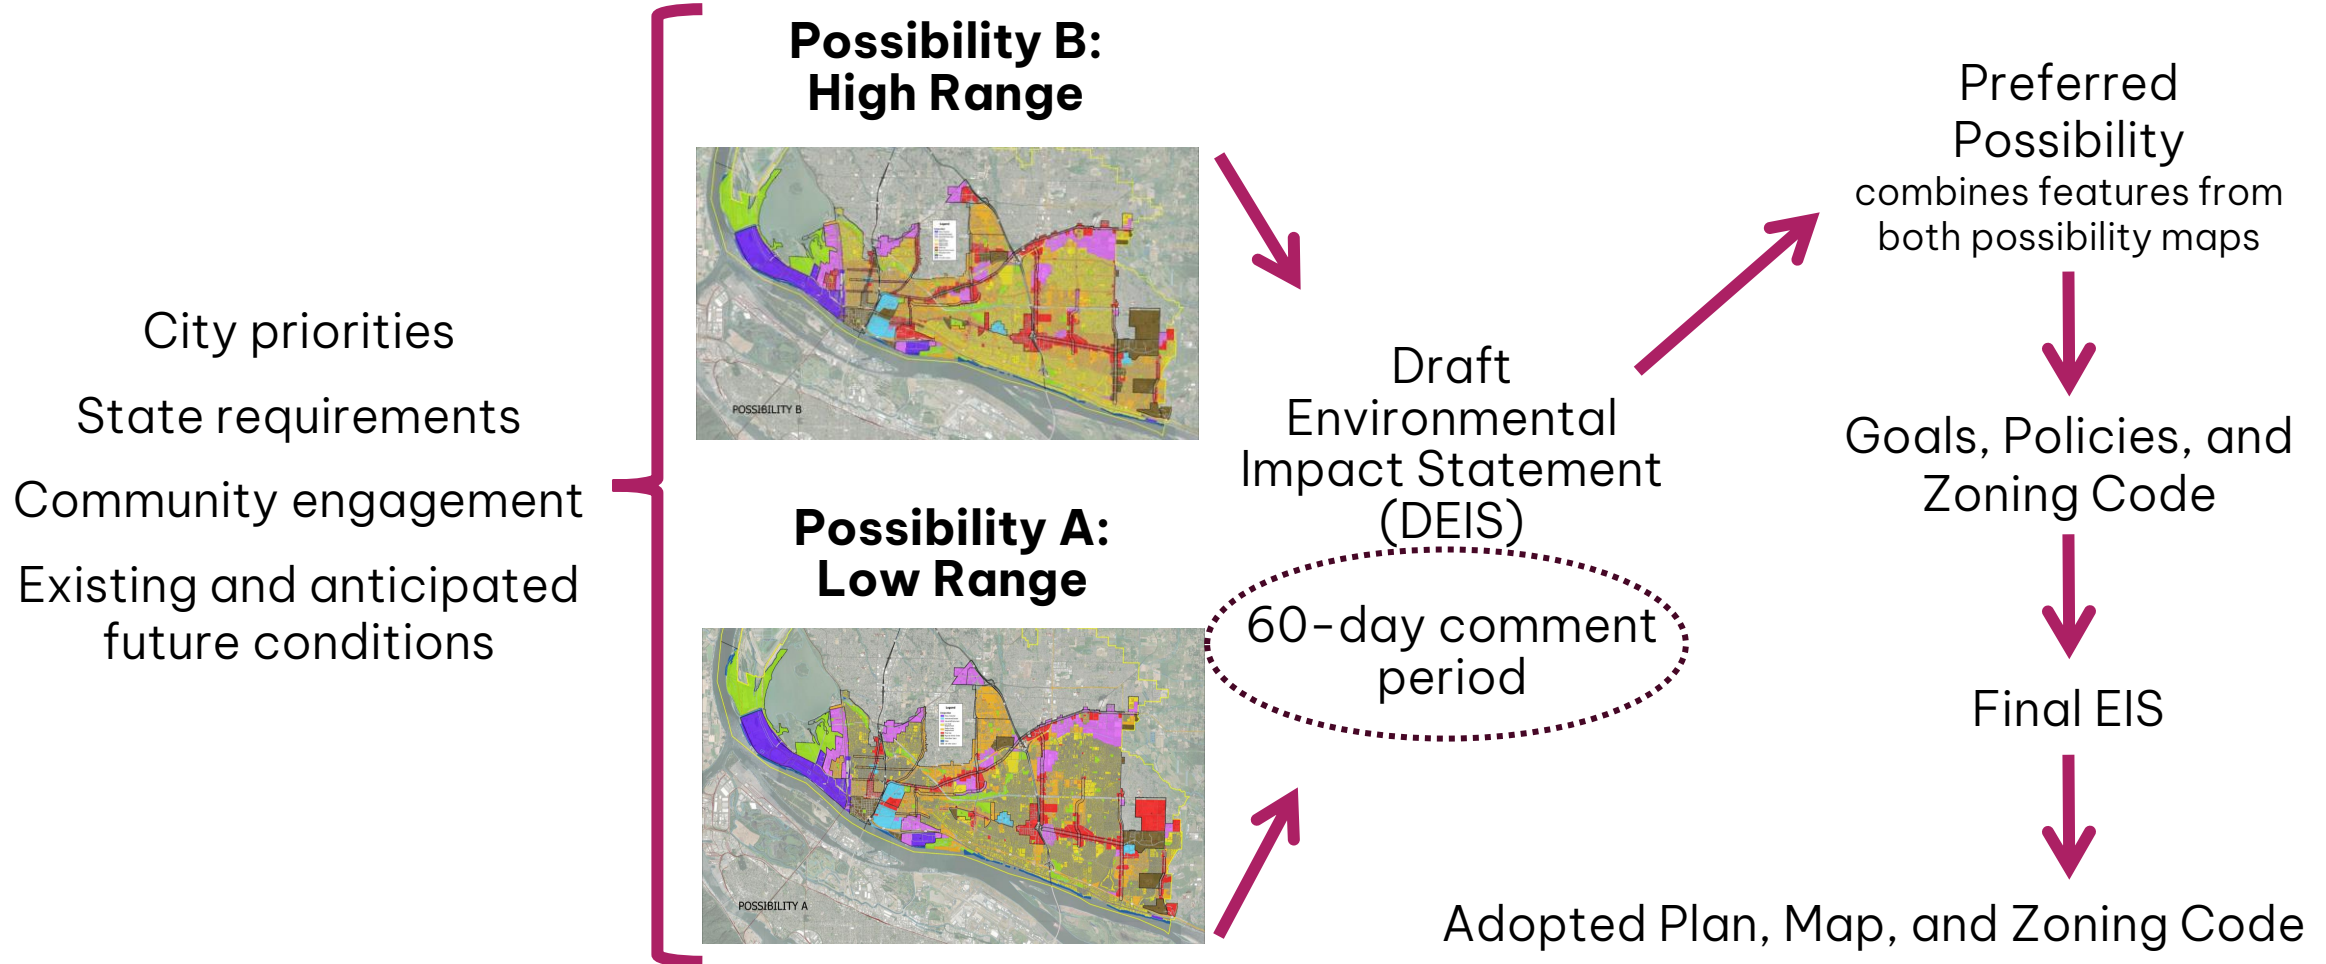 City priorities
State requirements
Community engagement
Existing and anticipated
future conditions
Possibility B:
High Range
POSSIBILITY B
Possibility A:
Low Range
POSSIBILITY A
Draft
Environmental
Impact Statement
(DEIS)
60-day comment
period
Preferred
Possibility
combines features from
both possibility maps
Goals, Policies, and
Zoning Code
Final EIS
Adopted Plan, Map, and Zoning Code